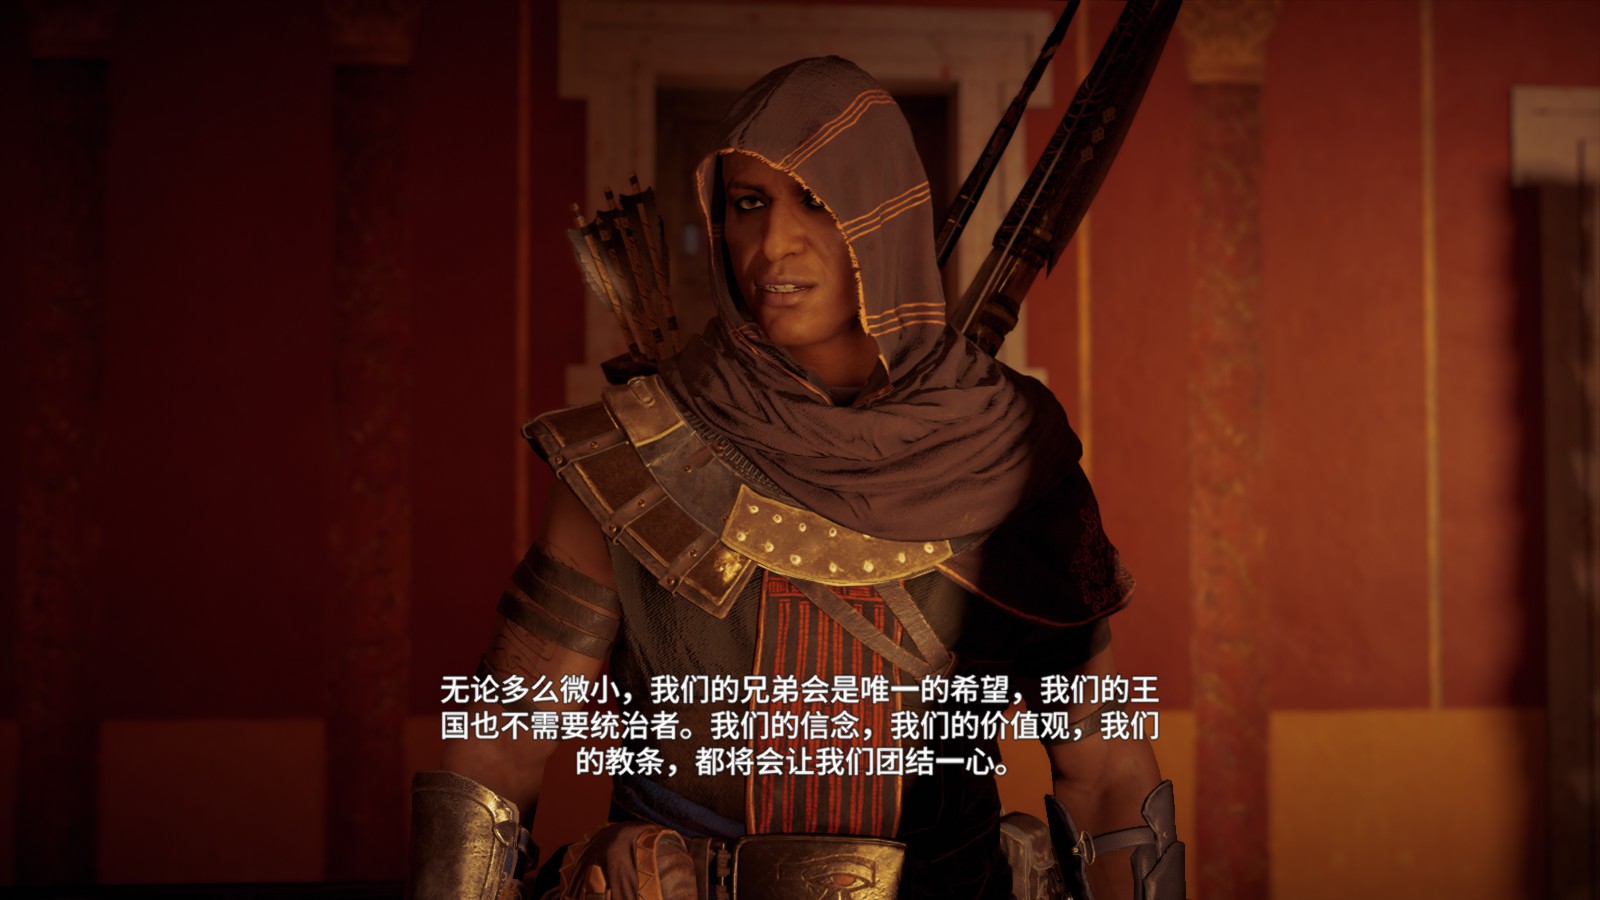 无论多么微小，我们的兄弟会是唯一的希望，我们的王
国也不需要统治者。我们的信念，我们的价值观，我们
的教条，都将会让我们团结一心。